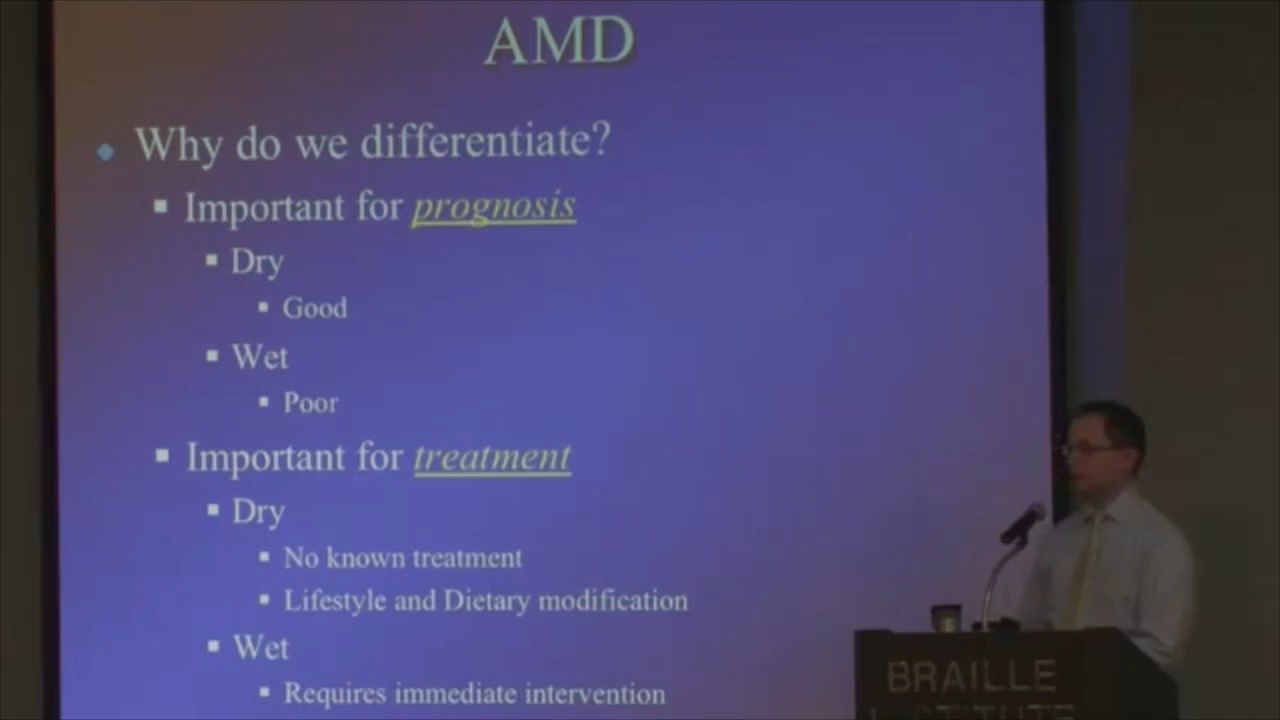 AMD
Why do we differentiate?
Important for prognosis
Dry
Good
Wet
Poor
Important for treatment
Dry
No known treatment
Lifestyle and Dietary modification
Wet
Requires immediate intervention
BRAILLE
INSTITUTE